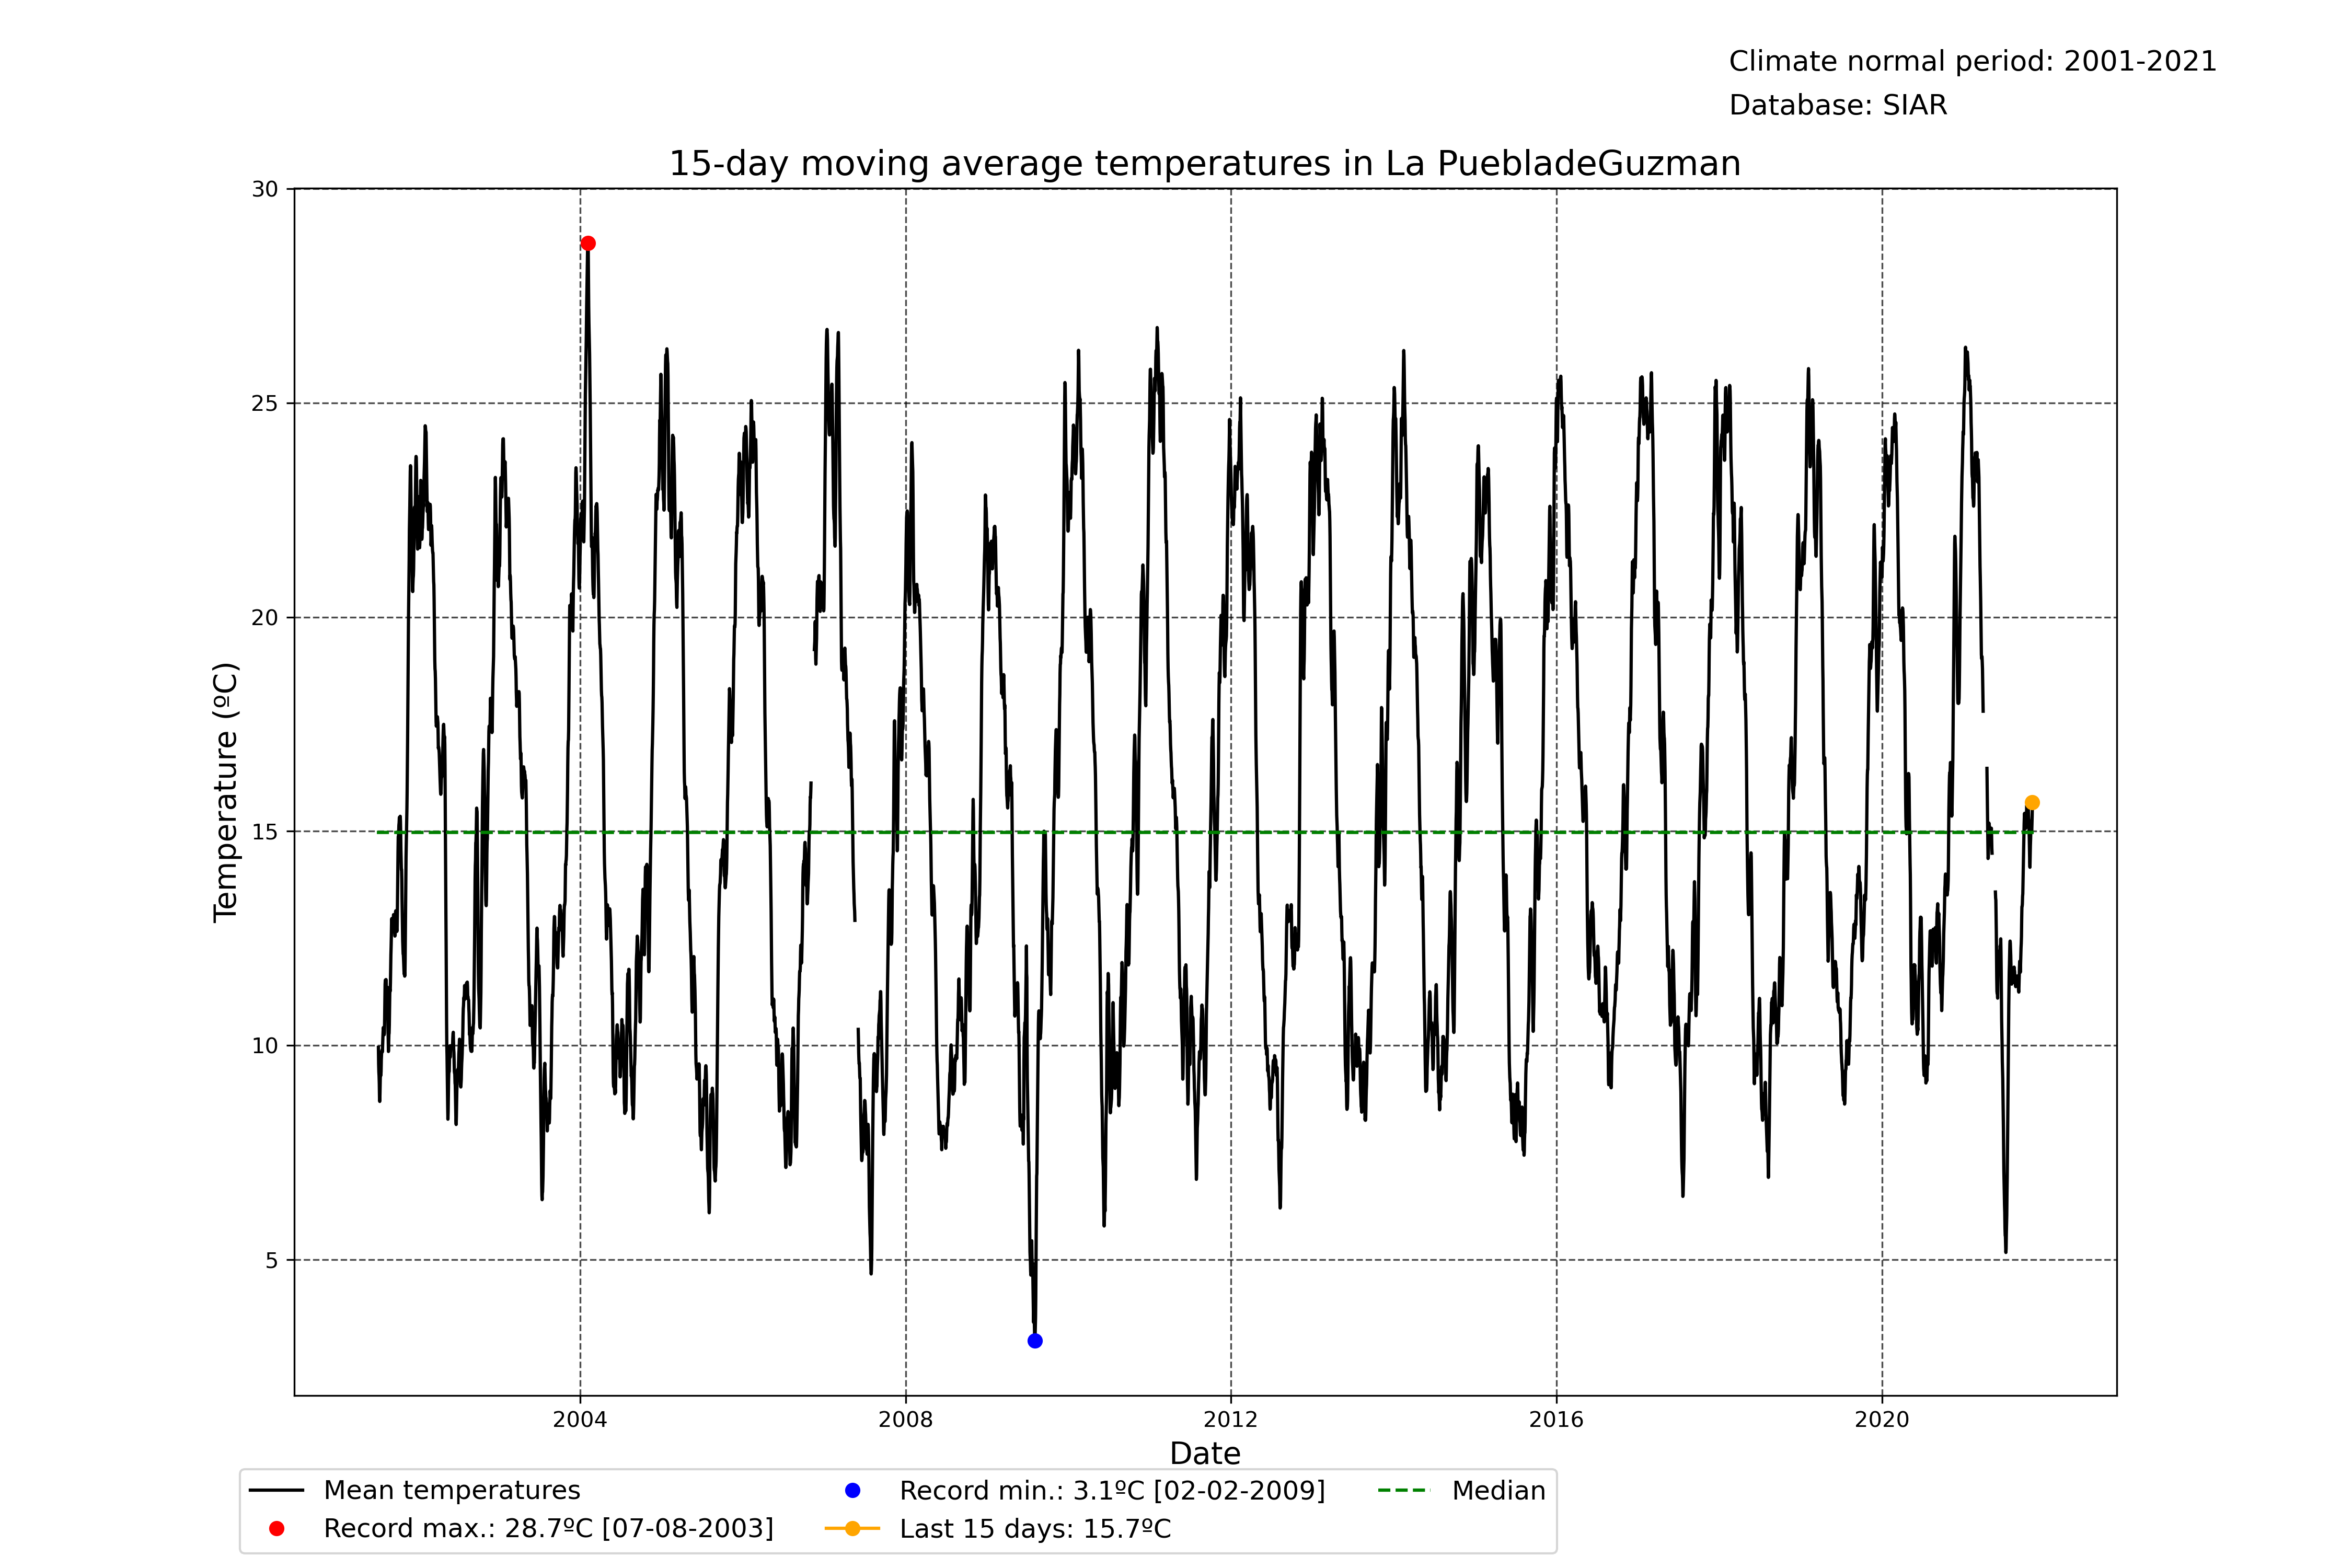 Climate normal period: 2001-2021
Database: SIAR
15-day moving average temperatures in La PuebladeGuzman
30
25
20
15
10
5
Temperature (ºC)
2004 2008 2012 2016 2020
Date
Mean temperatures
Record max.: 28.7ºC [07-08-2003]
Record min.: 3.1ºC [02-02-2009]
Last 15 days: 15.7ºC
Median